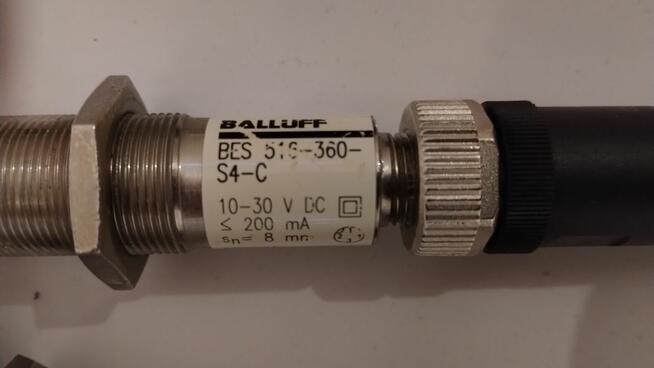 BALLUFF
BES 516-360-
S4-C
10-30 V DC
≤ 200 mA
sn= 8 mm